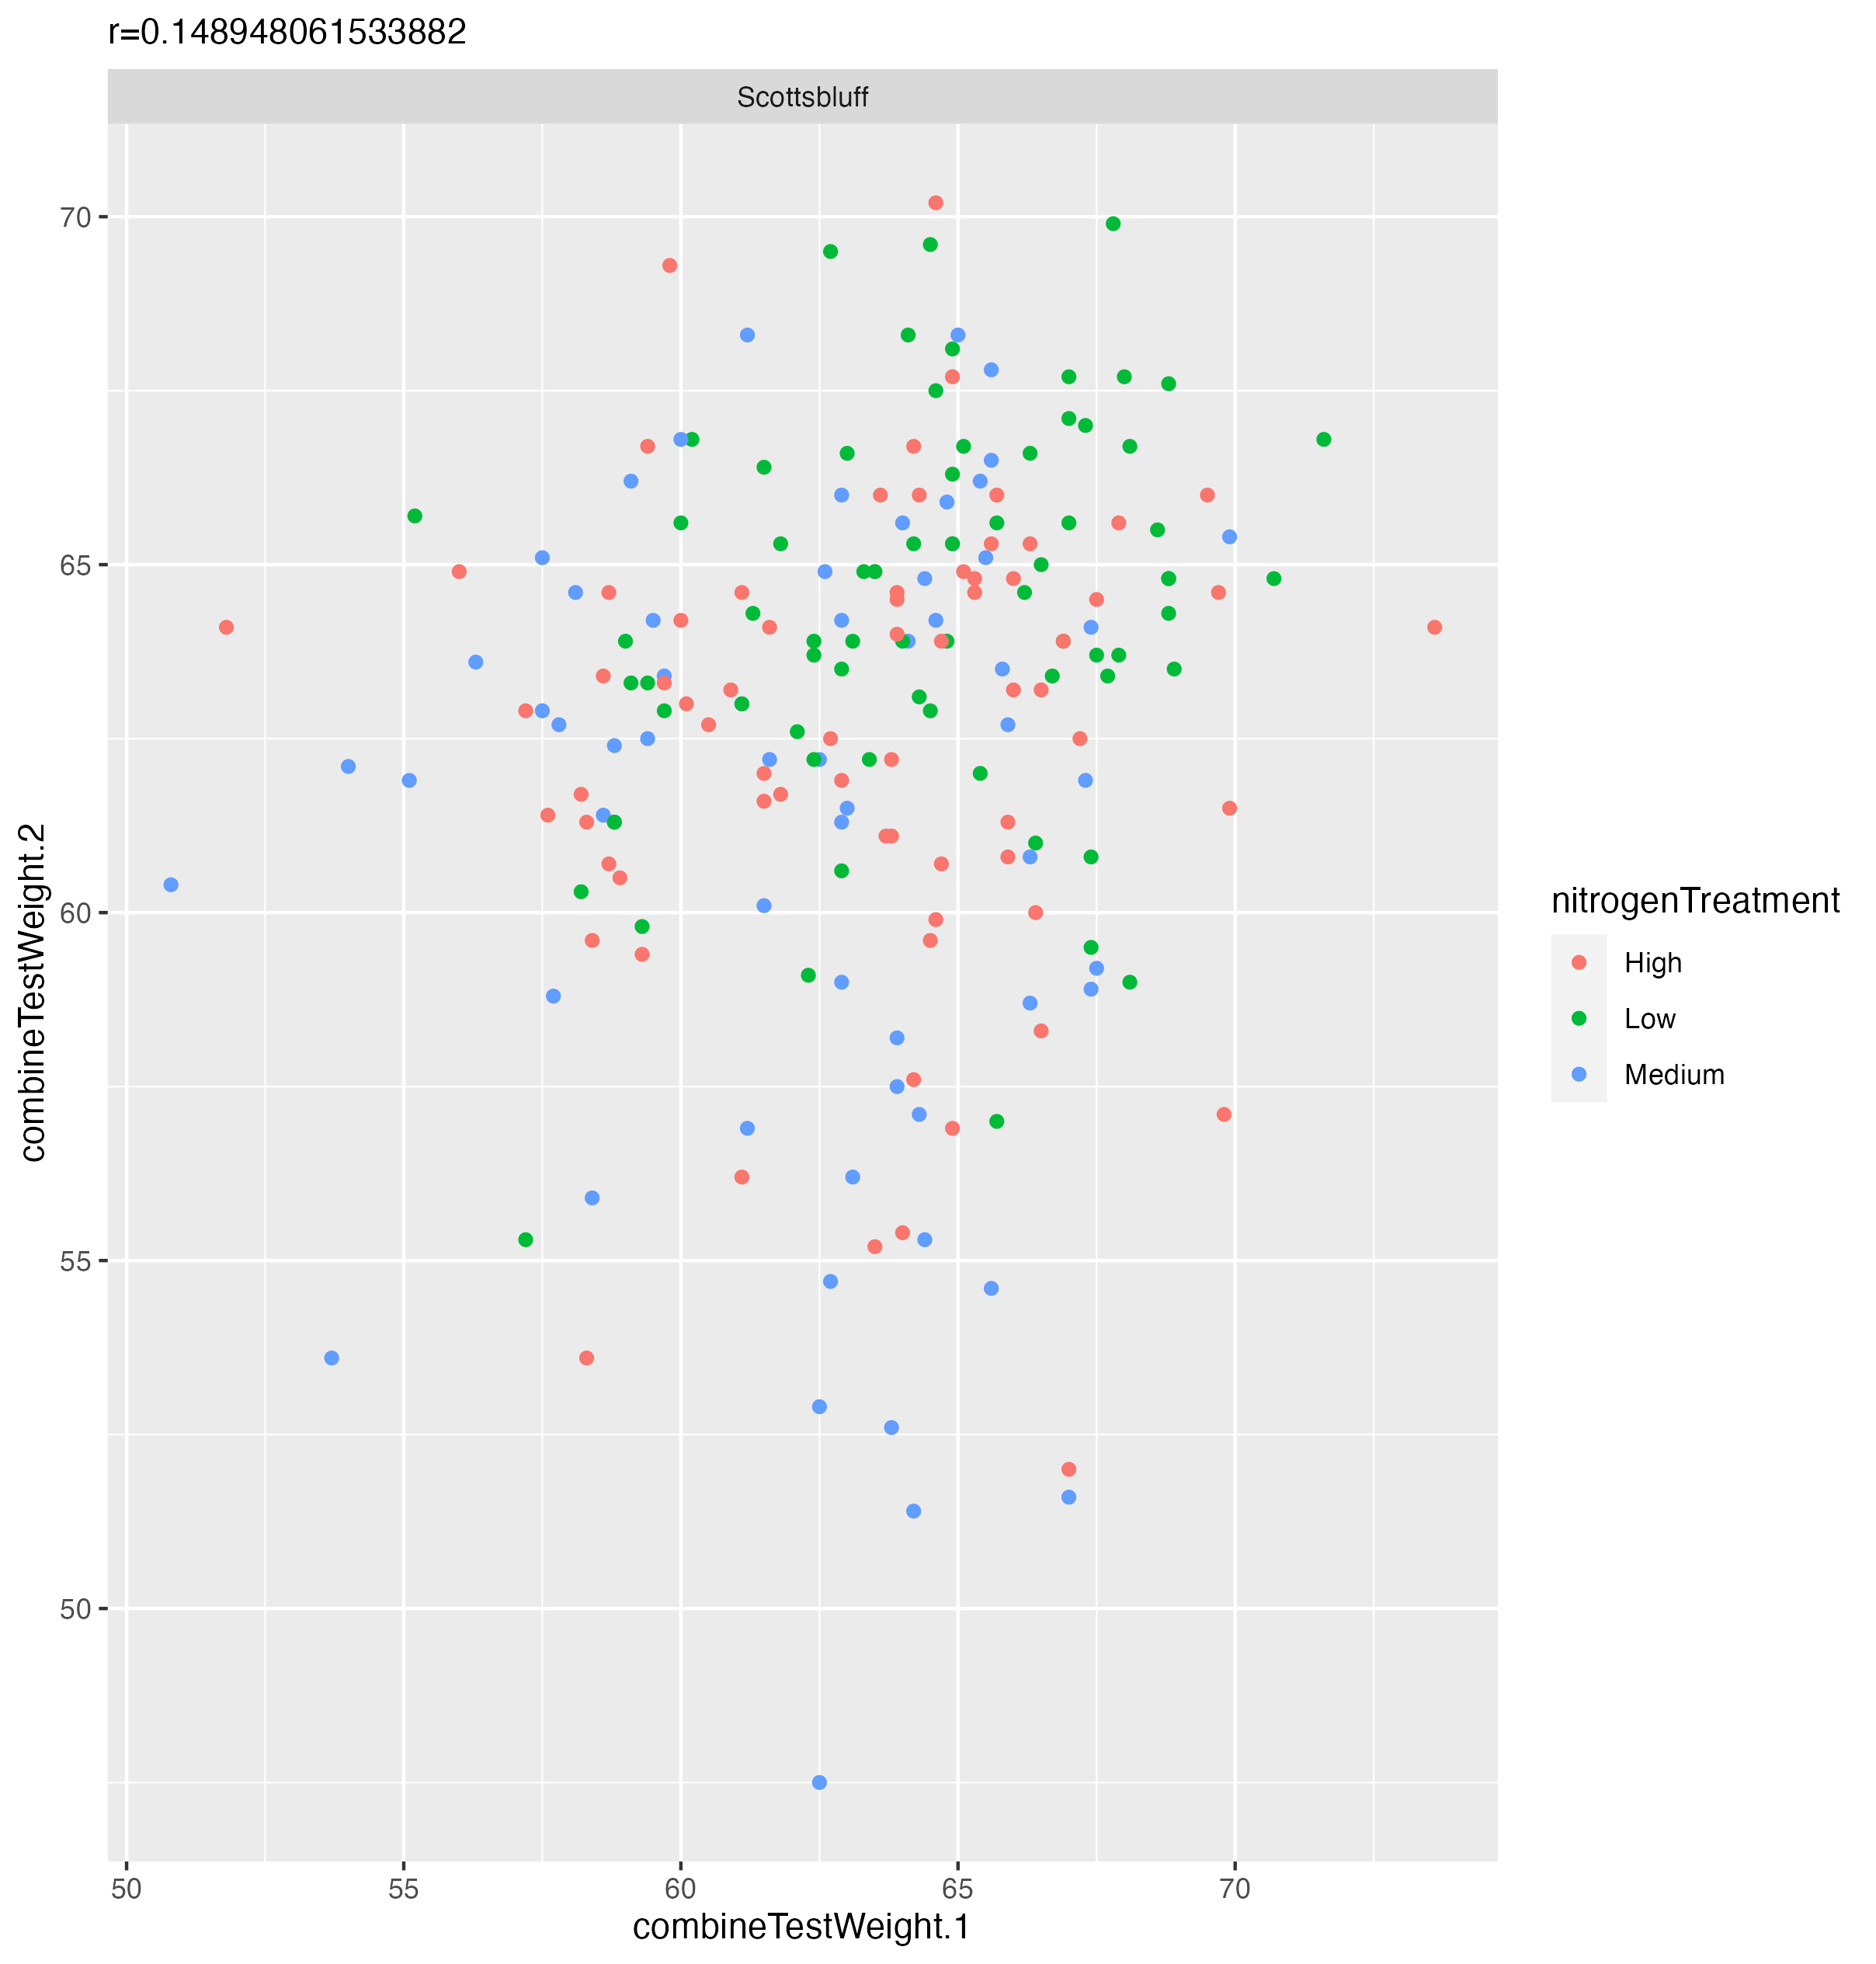 r=0.148948061533882
Scottsbluff
70
65
60
55
50
combineTestWeight.2
50 55 60 65 70
combineTestWeight.1
nitrogenTreatment
High
Low
Medium